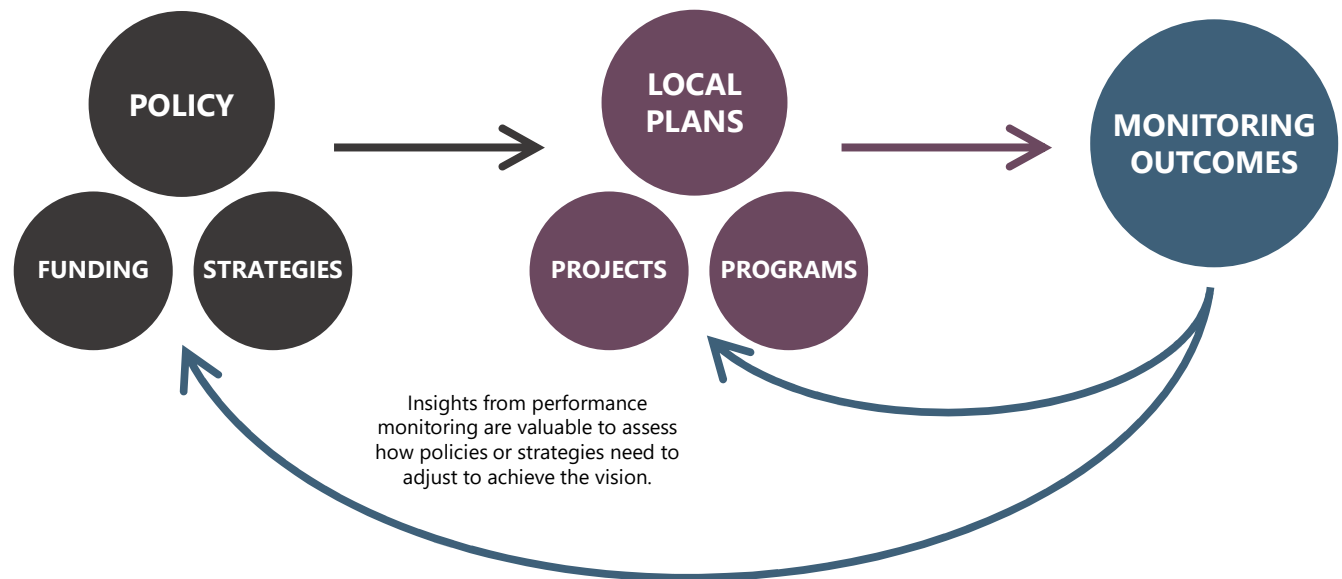 POLICY
FUNDING
STRATEGIES
LOCAL
PLANS
PROJECTS
PROGRAMS
MONITORING
OUTCOMES
Insights from performance
monitoring are valuable to assess
how policies or strategies need to
adjust to achieve the vision.